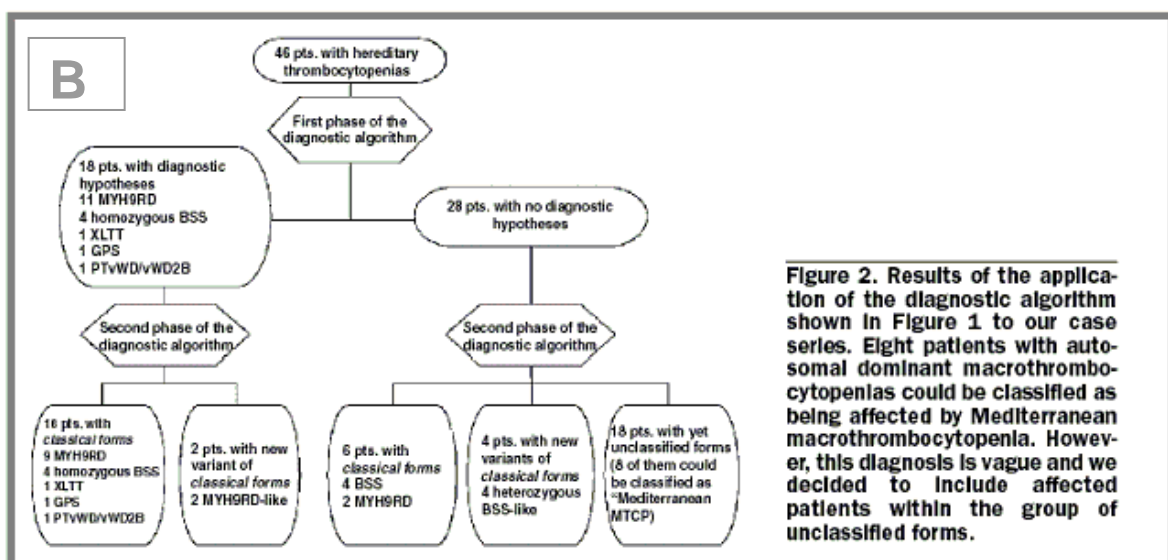 B
46 pts. with hereditary
thrombocytopenias
First phase of the
diagnostic algorithm
18 pts. with diagnostic
hypotheses
11 MYH9RD
4 homozygous BSS
1 XLTT
1 GPS
1 PTvWD/vWD2B
28 pts. with no diagnostic
hypotheses
Second phase of the
diagnostic algorithm
Second phase of the
diagnostic algorithm
16 pts. with
classical forms
9 MYH9RD
4 homozygous BSS
1 XLTT
1 GPS
1 PTvWD/vWD2B
2 pts. with new
variant of
classical forms
2 MYH9RD-like
6 pts. with
classical forms
4 BSS
2 MYH9RD
4 pts. with new
variants of
classical forms
4 heterozygous
BSS-like
18 pts. with yet
unclassified forms
(8 of them could
be classified as
"Mediterranean
MTCP)
Figure 2. Results of the applica-
tion of the diagnostic algorithm
shown in Figure 1 to our case
series. Eight patients with auto-
somal dominant macrothrombo-
cytopenias could be classified as
being affected by Mediterranean
macrothrombocytopenia. Howev-
er, this diagnosis is vague and we
decided to include affected
patients within the group of
unclassified forms.